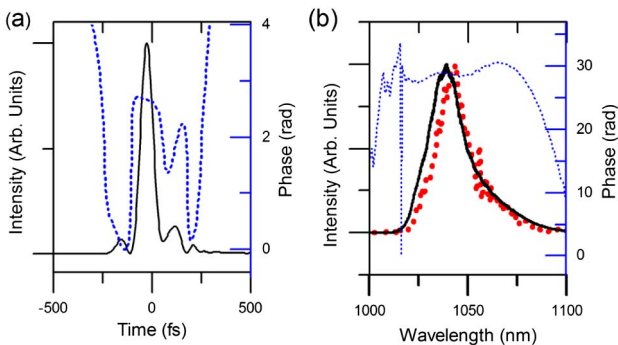 (a)
Intensity (Arb. Units)
4
2
0
Phase (rad)
-500
0
500
Time (fs)
(b)
Intensity (Arb. Units)
30
20
10
0
Phase (rad)
1000
1050
1100
Wavelength (nm)